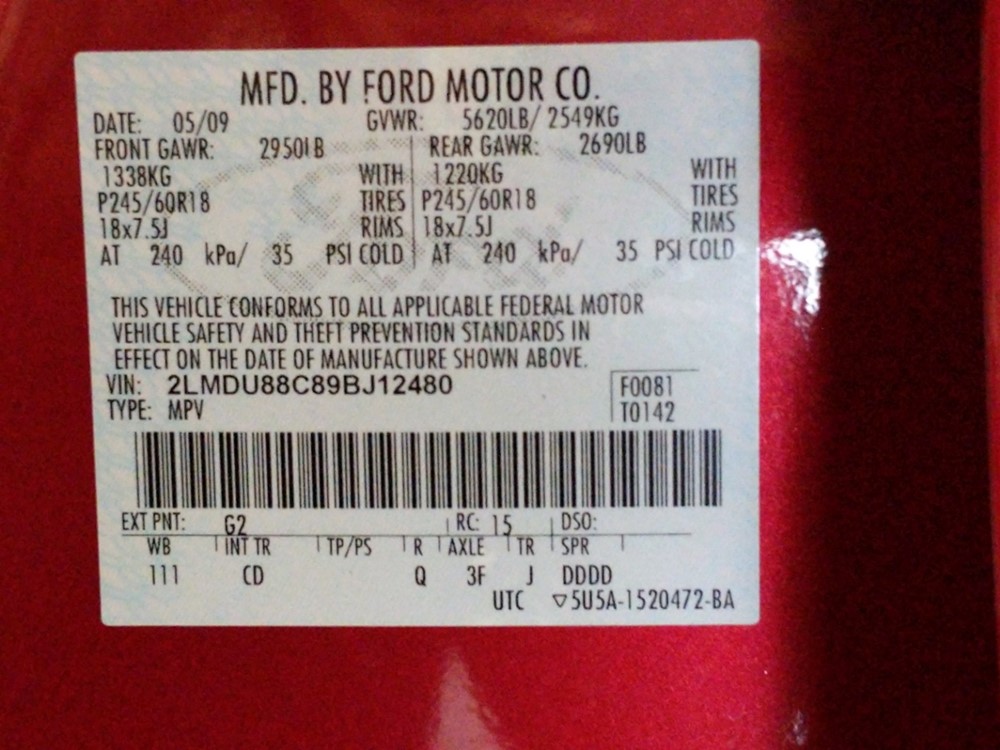 MFD. BY FORD MOTOR CO.
DATE: 05/09 GVWR: 5620LB/ 2549KG
FRONT GAWR: 2950LB REAR GAWR: 2690LB
1338KG WITH 1220KG WITH
P245/60R18 TIRES P245/60R18 TIRES
18x7.5J RIMS 18x7.5J RIMS
AT 240 kPa/ 35 PSI COLD AT 240 kPa/ 35 PSI COLD
THIS VEHICLE CONFORMS TO ALL APPLICABLE FEDERAL MOTOR
VEHICLE SAFETY AND THEFT PREVENTION STANDARDS IN
EFFECT ON THE DATE OF MANUFACTURE SHOWN ABOVE.
VIN: 2LMDU88C89BJ12480 F0081
TYPE: MPV T0142
EXT PNT: G2 RC: 15 DSO:
WB INT TR TP/PS R AXLE TR SPR
111 CD Q 3F J DDDD
UTC ▽5U5A-1520472-BA